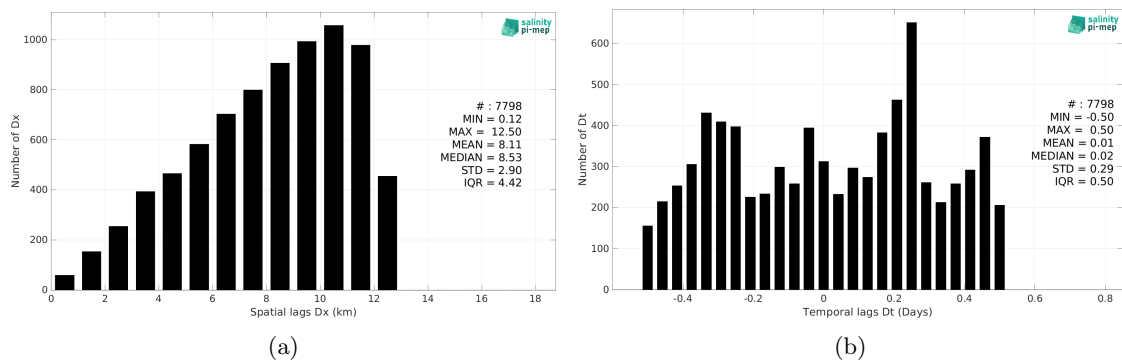 salinity
pi-mep
1000
800
600
400
200
0
Number of Dx
# : 7798
MIN = 0.12
MAX = 12.50
MEAN = 8.11
MEDIAN = 8.53
STD = 2.90
IQR = 4.42
0 2 4 6 8 10 12 14 16 18
Spatial lags Dx (km)
(a)
salinity
pi-mep
600
500
400
300
200
100
0
Number of Dt
# : 7798
MIN = -0.50
MAX = 0.50
MEAN = 0.01
MEDIAN = 0.02
STD = 0.29
IQR = 0.50
-0.4 -0.2 0 0.2 0.4 0.6 0.8
Temporal lags Dt (Days)
(b)